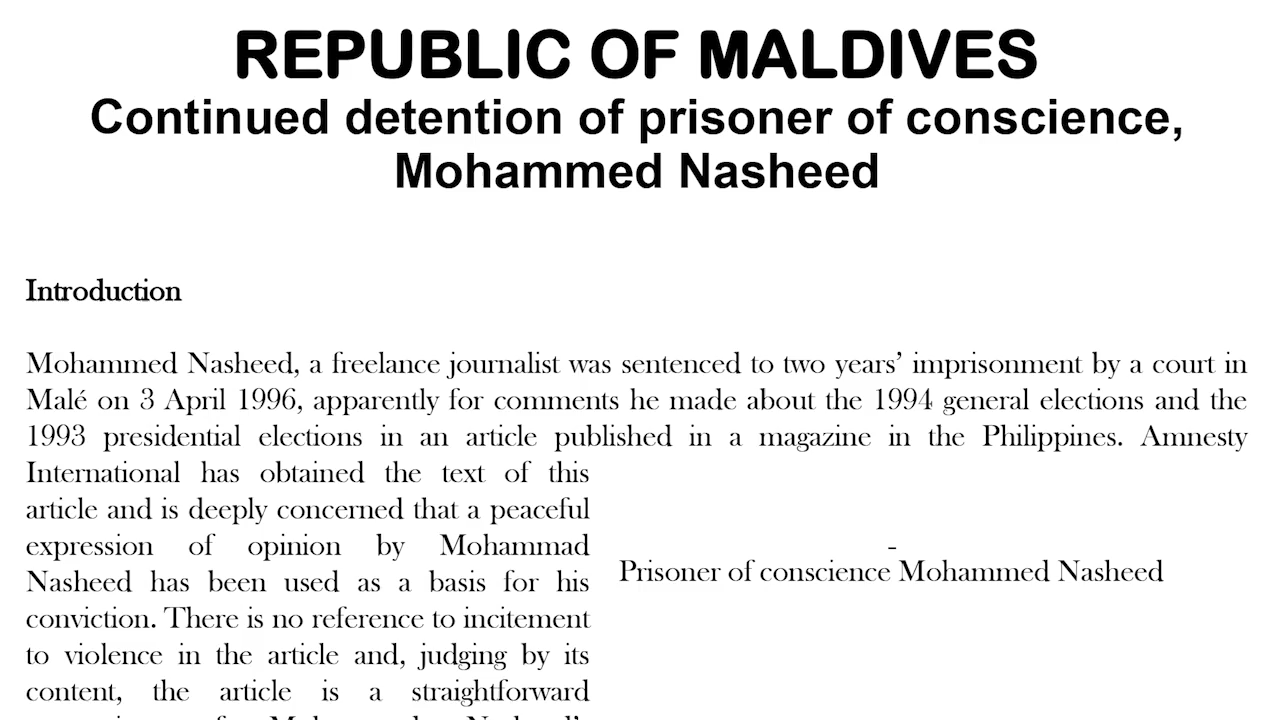 REPUBLIC OF MALDIVES
Continued detention of prisoner of conscience,
Mohammed Nasheed
Introduction
Mohammed Nasheed, a freelance journalist was sentenced to two years’ imprisonment by a court in
Malé on 3 April 1996, apparently for comments he made about the 1994 general elections and the
1993 presidential elections in an article published in a magazine in the Philippines. Amnesty
International has obtained the text of this
article and is deeply concerned that a peaceful
expression of opinion by Mohammad
Nasheed has been used as a basis for his
conviction. There is no reference to incitement
to violence in the article and, judging by its
content, the article is a straightforward
-
Prisoner of conscience Mohammed Nasheed